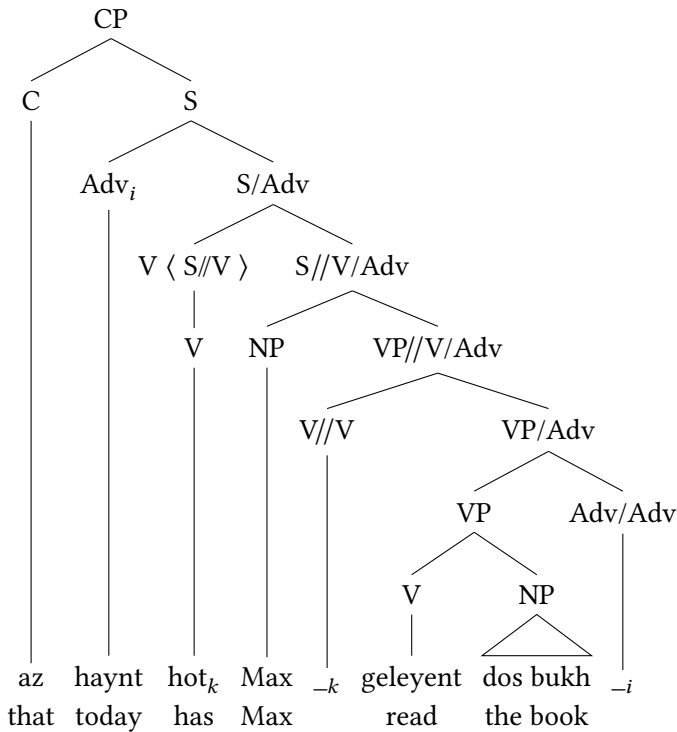 CP
C S
Adv_i S/Adv
V ⟨ S//V ⟩ S//V/Adv
V NP VP//V/Adv
V//V VP/Adv
VP Adv/Adv
V NP
az haynt hot_k Max _k geleyent dos bukh _i
that today has Max read the book